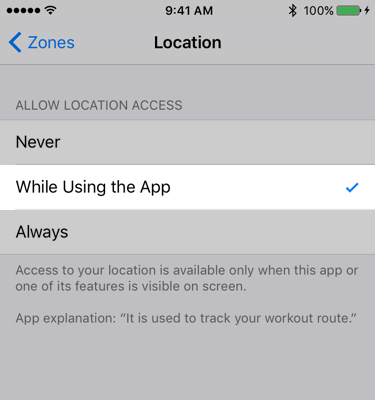 9:41 AM 100%
Zones Location
ALLOW LOCATION ACCESS
Never
While Using the App
Always
Access to your location is available only when this app or
one of its features is visible on screen.
App explanation: “It is used to track your workout route.”